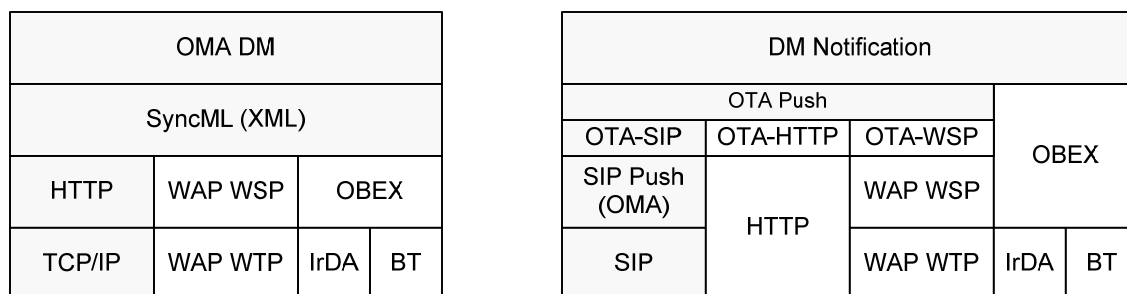 OMA DM
SyncML (XML)
HTTP WAP WSP OBEX
TCP/IP WAP WTP IrDA BT
DM Notification
OTA Push
OTA-SIP OTA-HTTP OTA-WSP OBEX
SIP Push
(OMA)
HTTP
WAP WSP
SIP WAP WTP IrDA BT